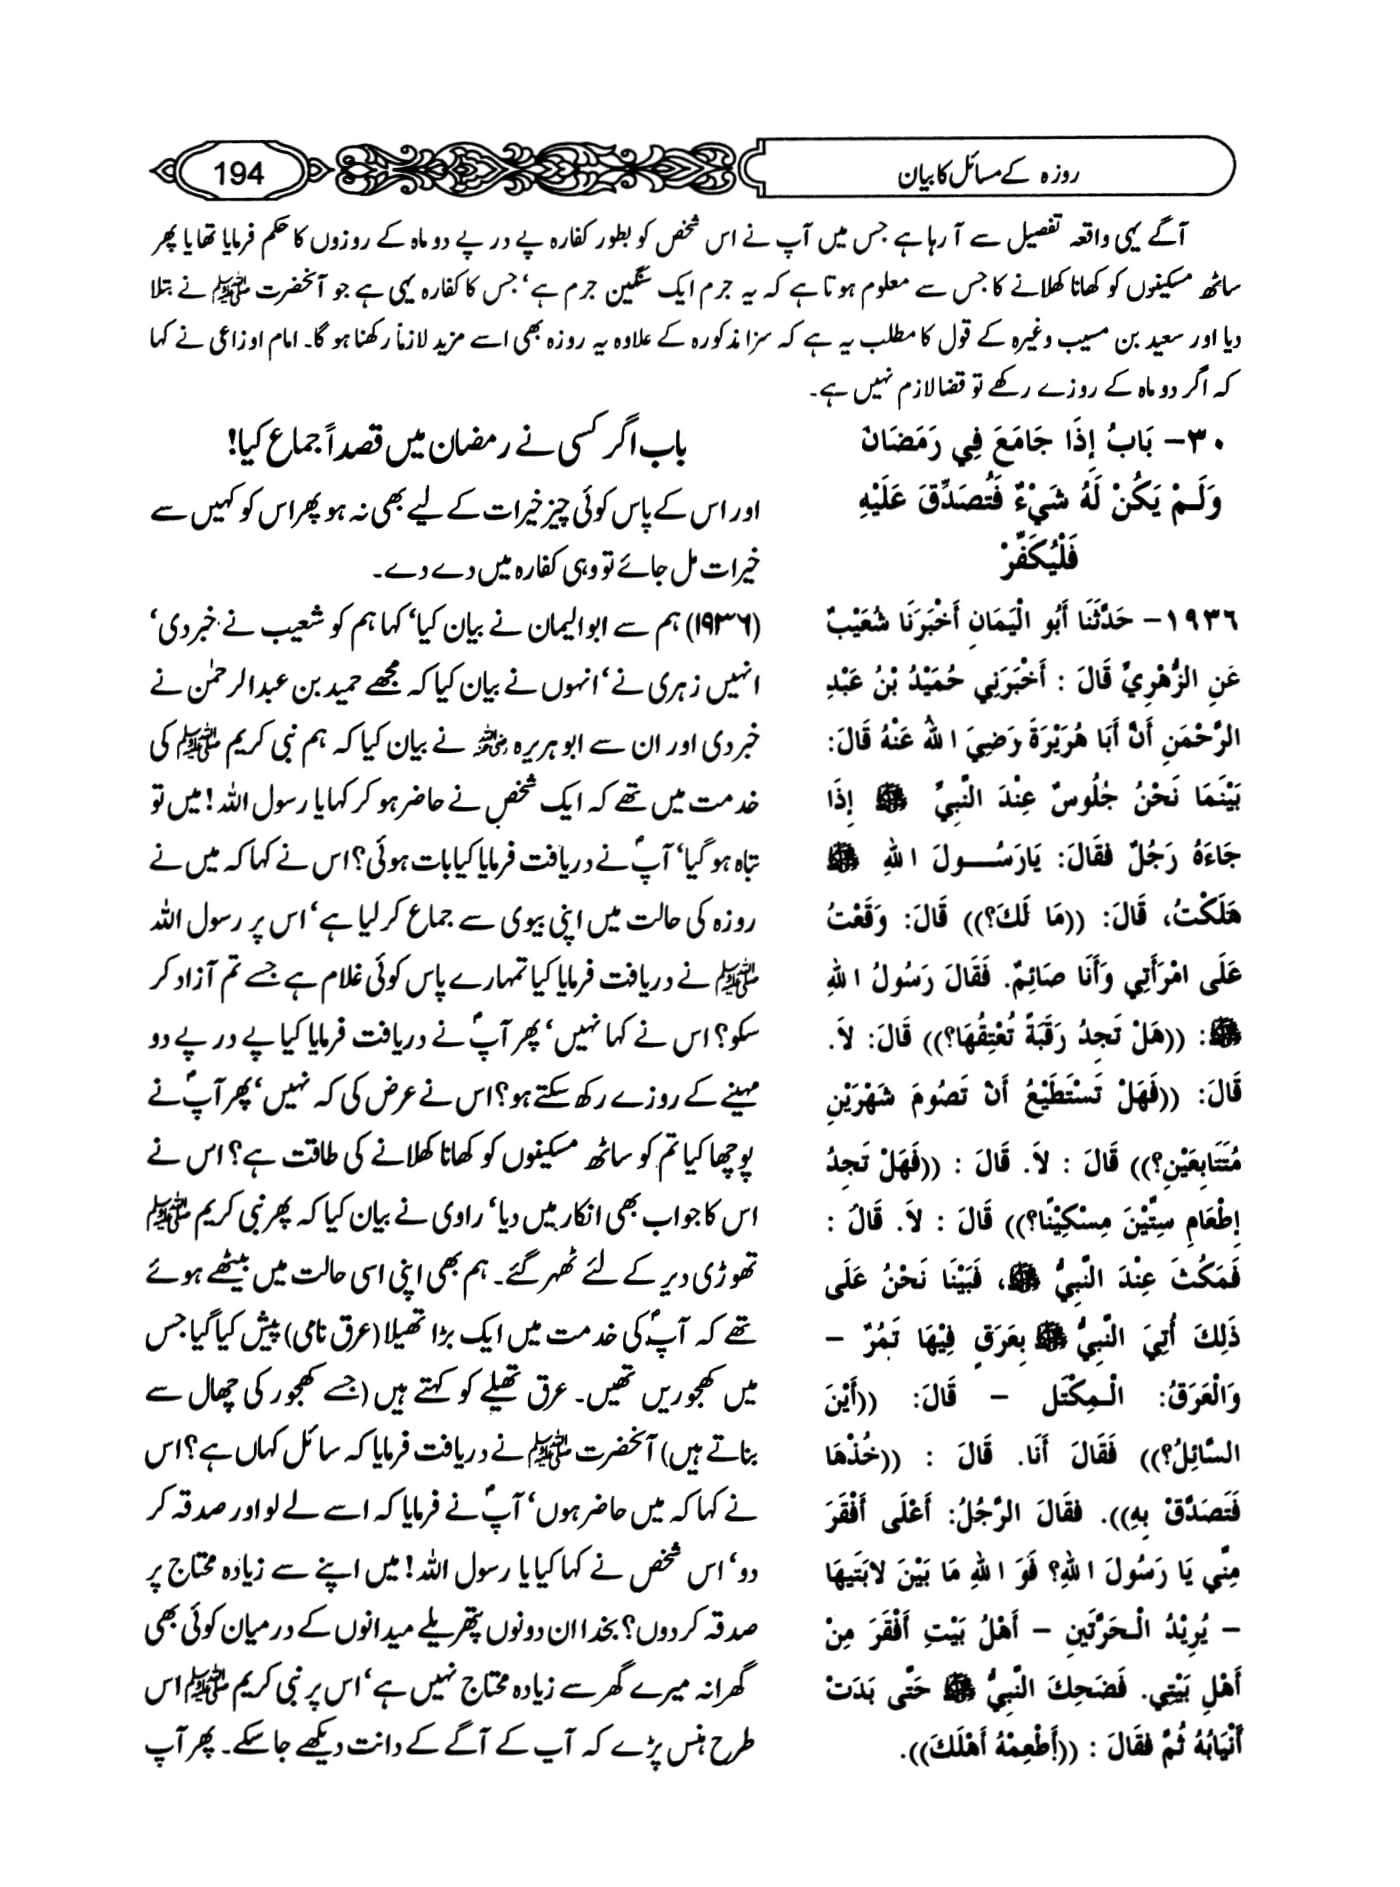 روزہ کے مسائل کا بیان
194
آگے یہی واقعہ تفصیل سے آ رہا ہے جس میں آپ نے اس شخص کو بطور کفارہ پے در پے دو ماہ کے روزوں کا حکم فرمایا تھا یا پھر
ساٹھ مسکینوں کو کھانا کھلانے کا جس سے معلوم ہوتا ہے کہ یہ جرم ایک سنگین جرم ہے‘ جس کا کفارہ یہی ہے جو آنحضرت ﷺ نے بتلا
دیا اور سعید بن مسیب وغیرہ کے قول کا مطلب یہ ہے کہ سزا مذکورہ کے علاوہ یہ روزہ بھی اسے مزید لازماً رکھنا ہو گا۔ امام اوزاعی نے کہا
کہ اگر دو ماہ کے روزے رکھے تو قضا لازم نہیں ہے۔
۳۰– بَابُ إِذَا جَامَعَ فِي رَمَضَانَ
وَلَمْ يَكُنْ لَهُ شَيْءٌ فَتُصُدِّقَ عَلَيْهِ
فَلْيُكَفِّرْ
۱۹۳٦– حَدَّثَنَا أَبُو الْيَمَانِ أَخْبَرَنَا شُعَيْبٌ
عَنِ الزُّهْرِيِّ قَالَ : أَخْبَرَنِي حُمَيْدُ بْنُ عَبْدِ
الرَّحْمَنِ أَنَّ أَبَا هُرَيْرَةَ رَضِيَ اللهُ عَنْهُ قَالَ:
بَيْنَمَا نَحْنُ جُلُوسٌ عِنْدَ النَّبِيِّ ﷺ إِذَا
جَاءَهُ رَجُلٌ فَقَالَ: يَارَسُولَ اللهِ ﷺ
هَلَكْتُ، قَالَ: ((مَا لَكَ؟)) قَالَ: وَقَعْتُ
عَلَى امْرَأَتِي وَأَنَا صَائِمٌ. فَقَالَ رَسُولُ اللهِ
ﷺ: ((هَلْ تَجِدُ رَقَبَةً تُعْتِقُهَا؟)) قَالَ: لاَ.
قَالَ: ((فَهَلْ تَسْتَطِيْعُ أَنْ تَصُومَ شَهْرَيْنِ
مُتَتَابِعَيْنِ؟)) قَالَ : لاَ. قَالَ : ((فَهَلْ تَجِدُ
إِطْعَامَ سِتِّيْنَ مِسْكِيْنًا؟)) قَالَ : لاَ. قَالَ :
فَمَكُثَ عِنْدَ النَّبِيِّ ﷺ، فَبَيْنَا نَحْنُ عَلَى
ذَلِكَ أُتِيَ النَّبِيُّ ﷺ بِعَرَقٍ فِيْهَا تَمْرٌ –
وَالْعَرَقُ: الْمِكْتَل – قَالَ: ((أَيْنَ
السَّائِلُ؟)) فَقَالَ أَنَا. قَالَ : ((خُذْهَا
فَتَصَدَّقْ بِهِ)). فَقَالَ الرَّجُلُ: أَعْلَى أَفْقَرَ
مِنِّي يَا رَسُولَ اللهِ؟ فَوَ اللهِ مَا بَيْنَ لابَتَيهَا
– يُرِيْدُ الْحَرَّتَينِ – أَهْلُ بَيْتٍ أَفْقَرَ مِنْ
أَهْلِ بَيْتِي. فَضَحِكَ النَّبِيُّ ﷺ حَتَّى بَدَتْ
أَنْيَابُهُ ثُمَّ فقَالَ : ((أَطْعِمْهُ أَهْلَكَ)).
باب اگر کسی نے رمضان میں قصداً جماع کیا!
اور اس کے پاس کوئی چیز خیرات کے لیے بھی نہ ہو پھر اس کو کہیں سے
خیرات مل جائے تو وہی کفارہ میں دے دے۔
(۱۹۳۶) ہم سے ابو الیمان نے بیان کیا‘ کہا ہم کو شعیب نے خبر دی‘
انہیں زہری نے‘ انہوں نے بیان کیا کہ مجھے حمید بن عبدالرحمٰن نے
خبر دی اور ان سے ابو ہریرہ رضی اللہ عنہ نے بیان کیا کہ ہم نبی کریم ﷺ کی
خدمت میں تھے کہ ایک شخص نے حاضر ہو کر کہا یا رسول اللہ! میں تو
تباہ ہو گیا‘ آپؐ نے دریافت فرمایا کیا بات ہوئی؟ اس نے کہا کہ میں نے
روزہ کی حالت میں اپنی بیوی سے جماع کر لیا ہے‘ اس پر رسول اللہ
ﷺ نے دریافت فرمایا کیا تمہارے پاس کوئی غلام ہے جسے تم آزاد کر
سکو؟ اس نے کہا نہیں‘ پھر آپؐ نے دریافت فرمایا کیا پے در پے دو
مہینے کے روزے رکھ سکتے ہو؟ اس نے عرض کی کہ نہیں‘ پھر آپؐ نے
پوچھا کیا تم کو ساٹھ مسکینوں کو کھانا کھلانے کی طاقت ہے؟ اس نے
اس کا جواب بھی انکار میں دیا‘ راوی نے بیان کیا کہ پھر نبی کریم ﷺ
تھوڑی دیر کے لئے ٹھہر گئے۔ ہم بھی اپنی اسی حالت میں بیٹھے ہوئے
تھے کہ آپؐ کی خدمت میں ایک بڑا تھیلا (عرق نامی) پیش کیا گیا جس
میں کھجوریں تھیں۔ عرق تھیلے کو کہتے ہیں (جسے کھجور کی چھال سے
بناتے ہیں) آنحضرت ﷺ نے دریافت فرمایا کہ سائل کہاں ہے؟ اس
نے کہا کہ میں حاضر ہوں‘ آپؐ نے فرمایا کہ اسے لے لو اور صدقہ کر
دو‘ اس شخص نے کہا کیا یا رسول اللہ! میں اپنے سے زیادہ محتاج پر
صدقہ کر دوں؟ بخدا ان دونوں پتھریلے میدانوں کے درمیان کوئی بھی
گھرانہ میرے گھر سے زیادہ محتاج نہیں ہے‘ اس پر نبی کریم ﷺ اس
طرح ہنس پڑے کہ آپ کے آگے کے دانت دیکھے جا سکے۔ پھر آپ